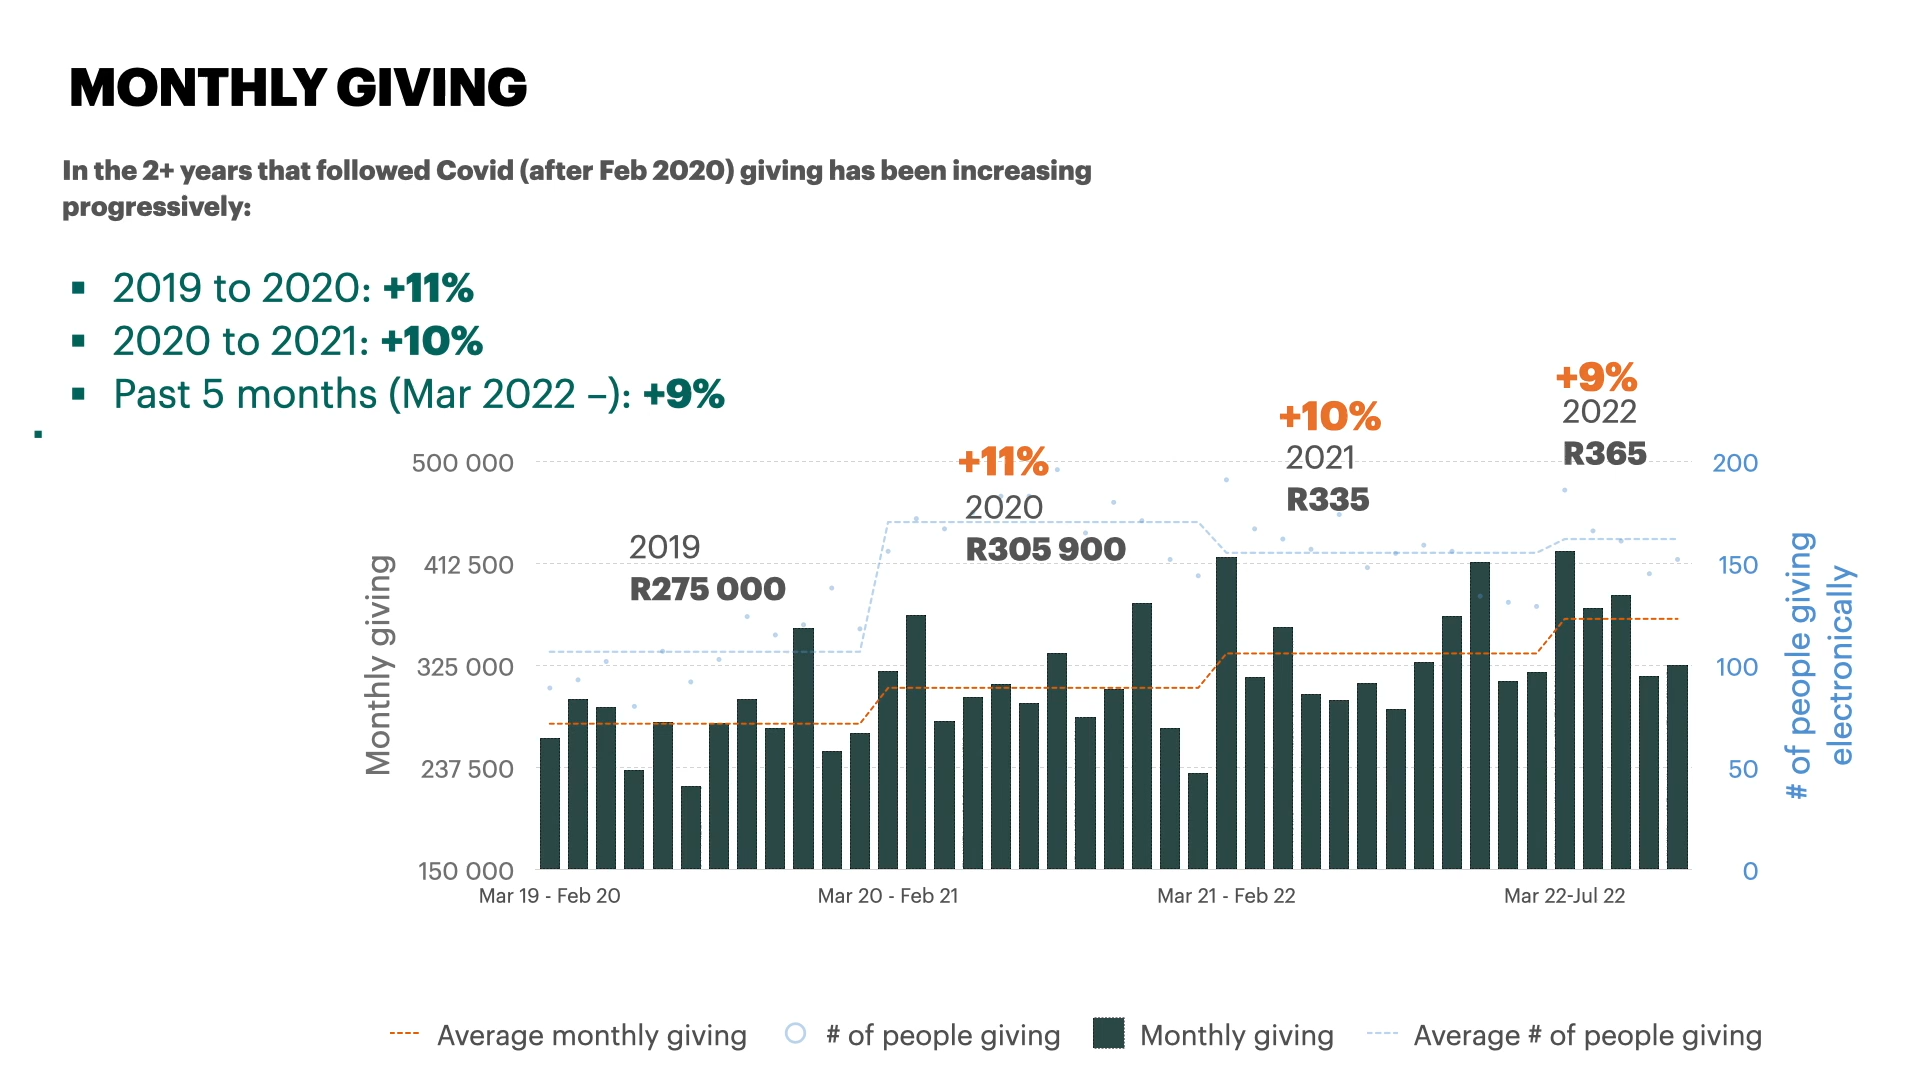 MONTHLY GIVING
In the 2+ years that followed Covid (after Feb 2020) giving has been increasing
progressively:
▪ 2019 to 2020: +11%
▪ 2020 to 2021: +10%
▪ Past 5 months (Mar 2022 –): +9%
▪
+9%
2022
R365
+10%
2021
R335
+11%
2020
R305 900
2019
R275 000
Monthly giving
500 000
412 500
325 000
237 500
150 000
200
150
100
50
0
# of people giving
electronically
Mar 19 - Feb 20
Mar 20 - Feb 21
Mar 21 - Feb 22
Mar 22-Jul 22
Average monthly giving
# of people giving
Monthly giving
Average # of people giving